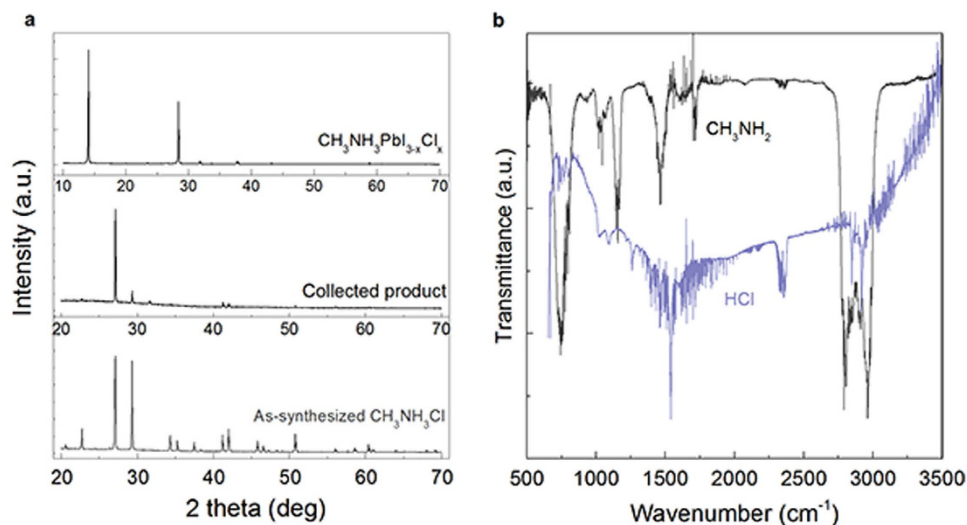 a
Intensity (a.u.)
CH₃NH₃PbI₃₋ₓClₓ
10 20 30 40 50 60 70
Collected product
20 30 40 50 60 70
As-synthesized CH₃NH₃Cl
20 30 40 50 60 70
2 theta (deg)
b
Transmittance (a.u.)
CH₃NH₂
HCl
500 1000 1500 2000 2500 3000 3500
Wavenumber (cm⁻¹)